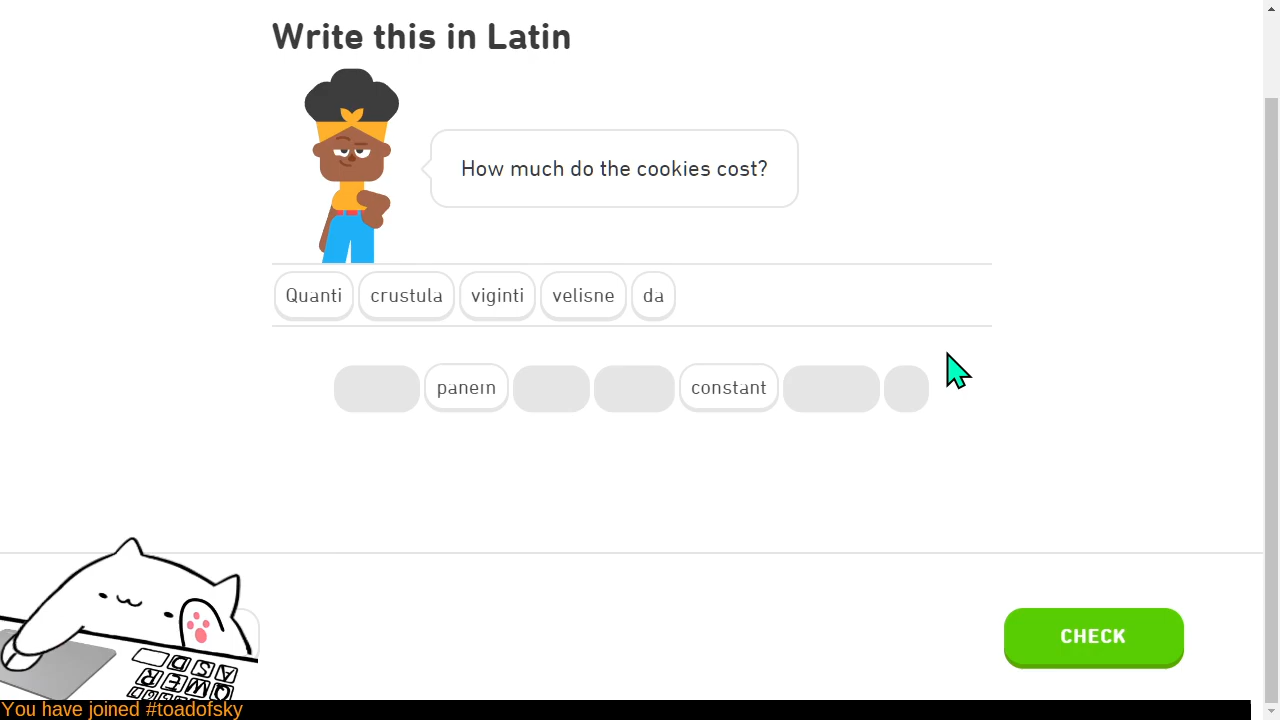 Write this in Latin
How much do the cookies cost?
Quanti crustula viginti velisne da
panem constant
CHECK
D S A
R E W Q
You have joined #toadofsky